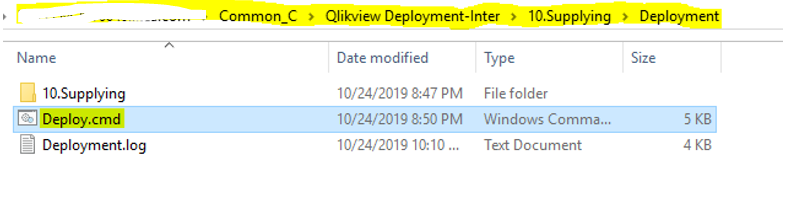 Common_C > Qlikview Deployment-Inter > 10.Supplying > Deployment
Name Date modified Type Size
10.Supplying 10/24/2019 8:47 PM File folder
Deploy.cmd 10/24/2019 8:50 PM Windows Comma... 5 KB
Deployment.log 10/24/2019 10:10 ... Text Document 4 KB